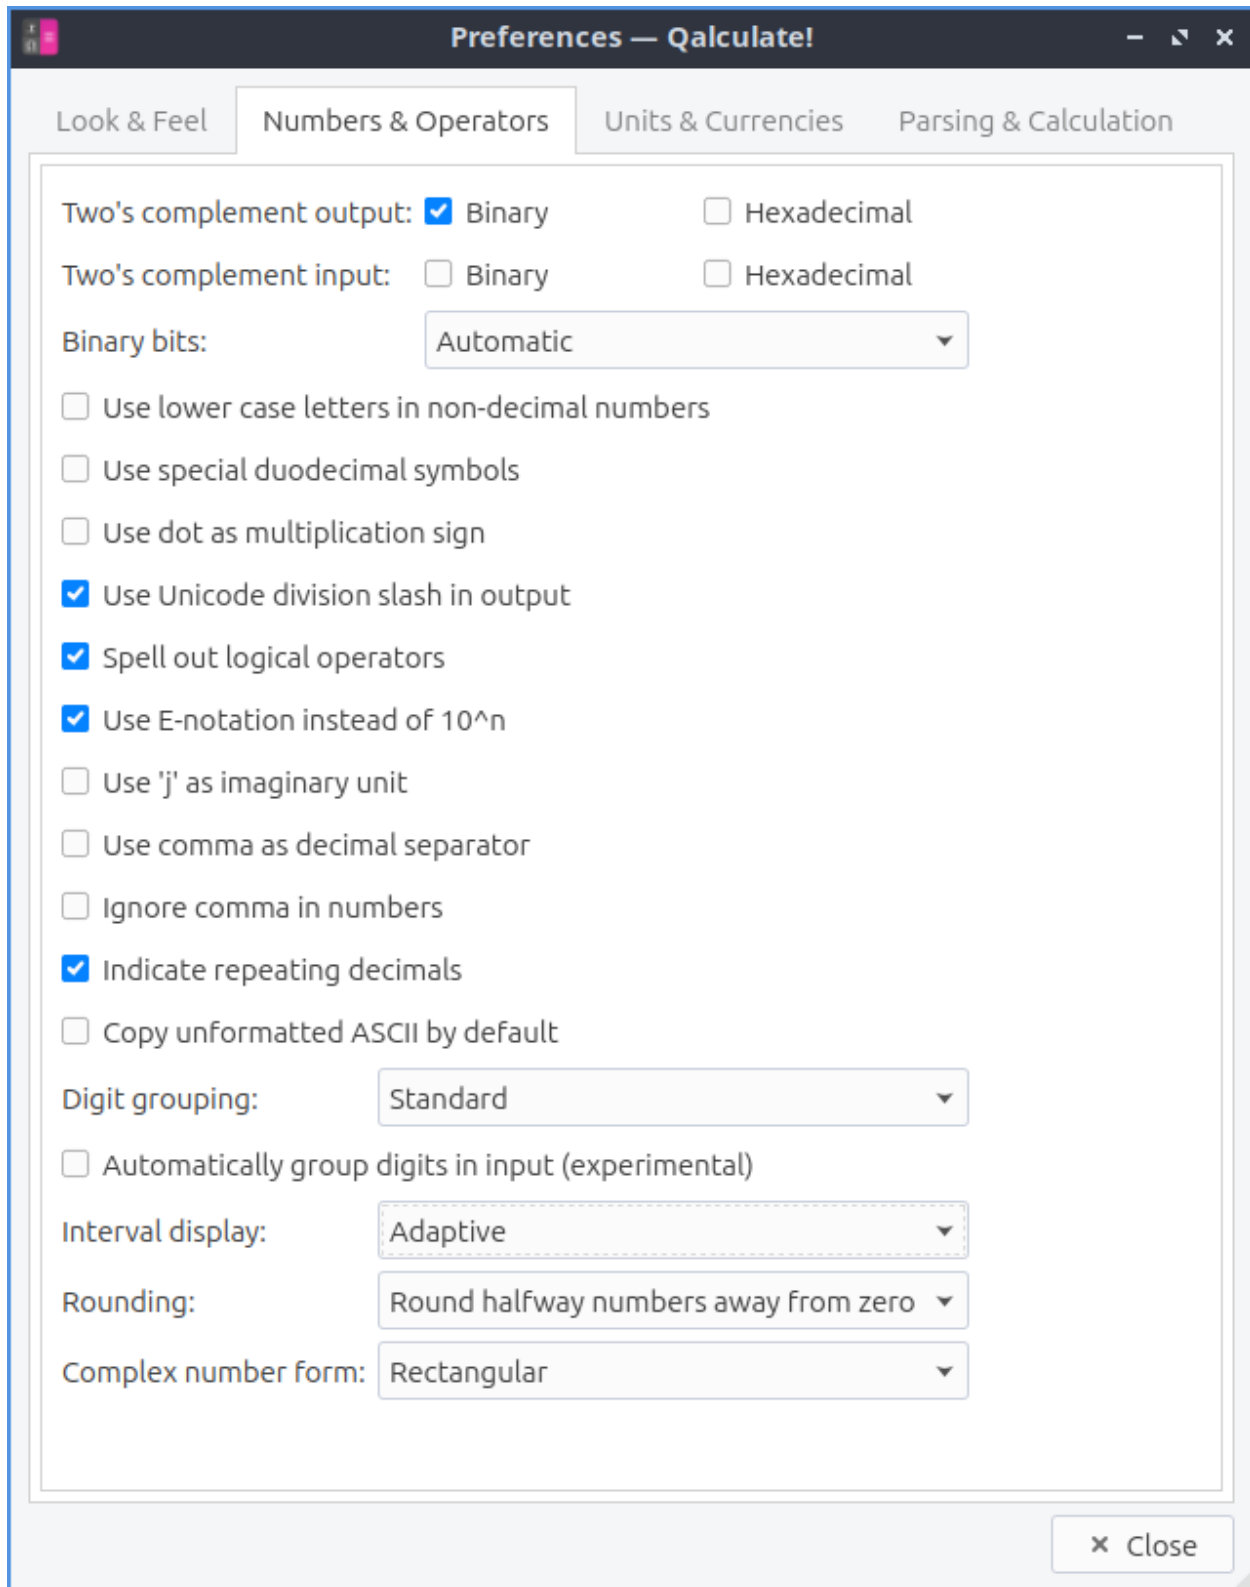 Preferences — Qalculate!
Look & Feel Numbers & Operators Units & Currencies Parsing & Calculation
Two's complement output: Binary Hexadecimal
Two's complement input: Binary Hexadecimal
Binary bits: Automatic
Use lower case letters in non-decimal numbers
Use special duodecimal symbols
Use dot as multiplication sign
Use Unicode division slash in output
Spell out logical operators
Use E-notation instead of 10^n
Use 'j' as imaginary unit
Use comma as decimal separator
Ignore comma in numbers
Indicate repeating decimals
Copy unformatted ASCII by default
Digit grouping: Standard
Automatically group digits in input (experimental)
Interval display: Adaptive
Rounding: Round halfway numbers away from zero
Complex number form: Rectangular
Close